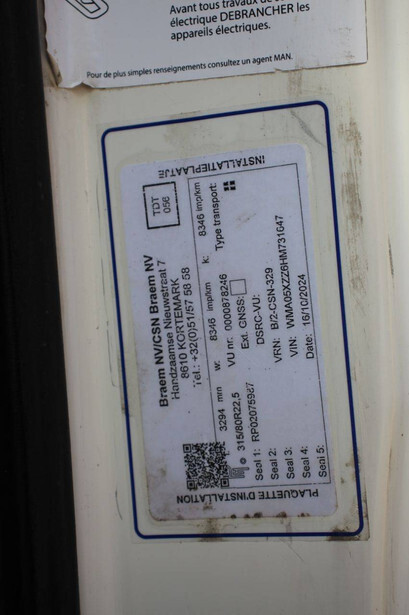 Avant tous travaux de
électrique DEBRANCHER les
appareils électriques.
Pour de plus simples renseignements consultez un agent MAN.
INSTALLATIEPLAATJE
TDT
056
Braem NV/CSN Braem NV
Handzaamse Nieuwstraat 7
8610 KORTEMARK
Tel.: +32(0)51/57 58 58
L: 3294 mm w: 8346 imp/km k: 8346 imp/km
315/80R22,5 VU nr: 0000878246 Type transport:
Ext. GNSS:
Seal 1: RP02075987 DSRC-VU:
Seal 2: VRN: B/2-CSN-329
Seal 3: VIN: WMA05XZZ6HM731647
Seal 4: Date: 16/10/2024
Seal 5:
PLAQUETTE D'INSTALLATION